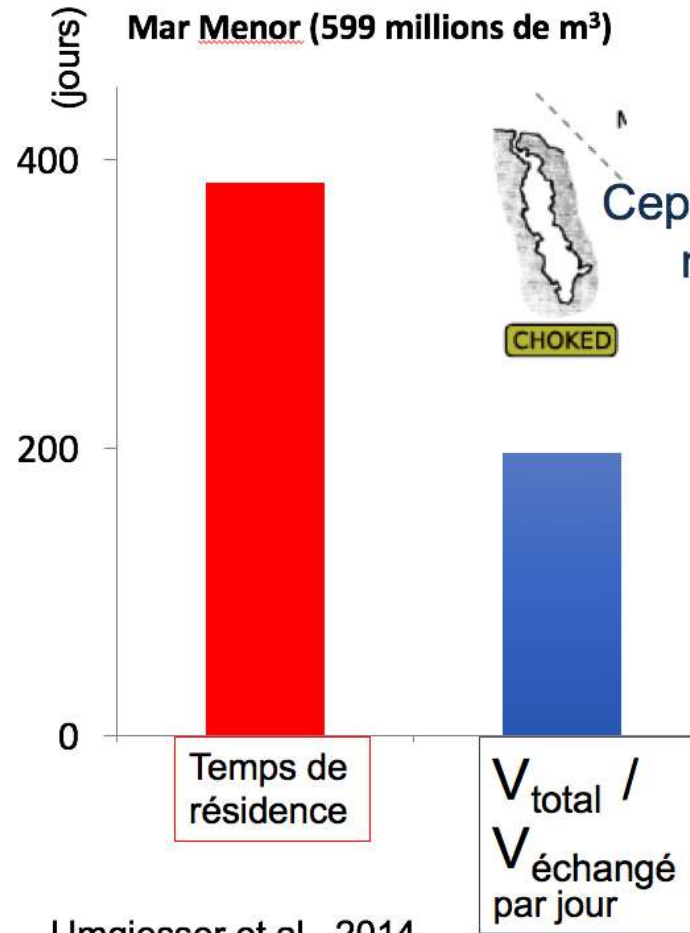 Mar Menor (599 millions de m³)
(jours)
400
200
0
CHOKED
Temps de
résidence
V total /
V échangé
par jour